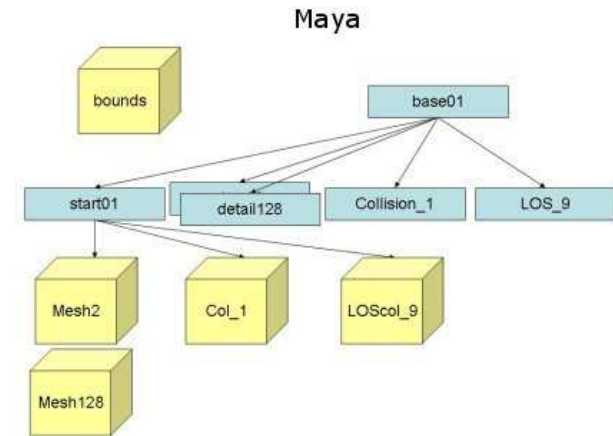 Maya
bounds
base01
start01
detail128
Collision_1
LOS_9
Mesh2
Col_1
LOScol_9
Mesh128